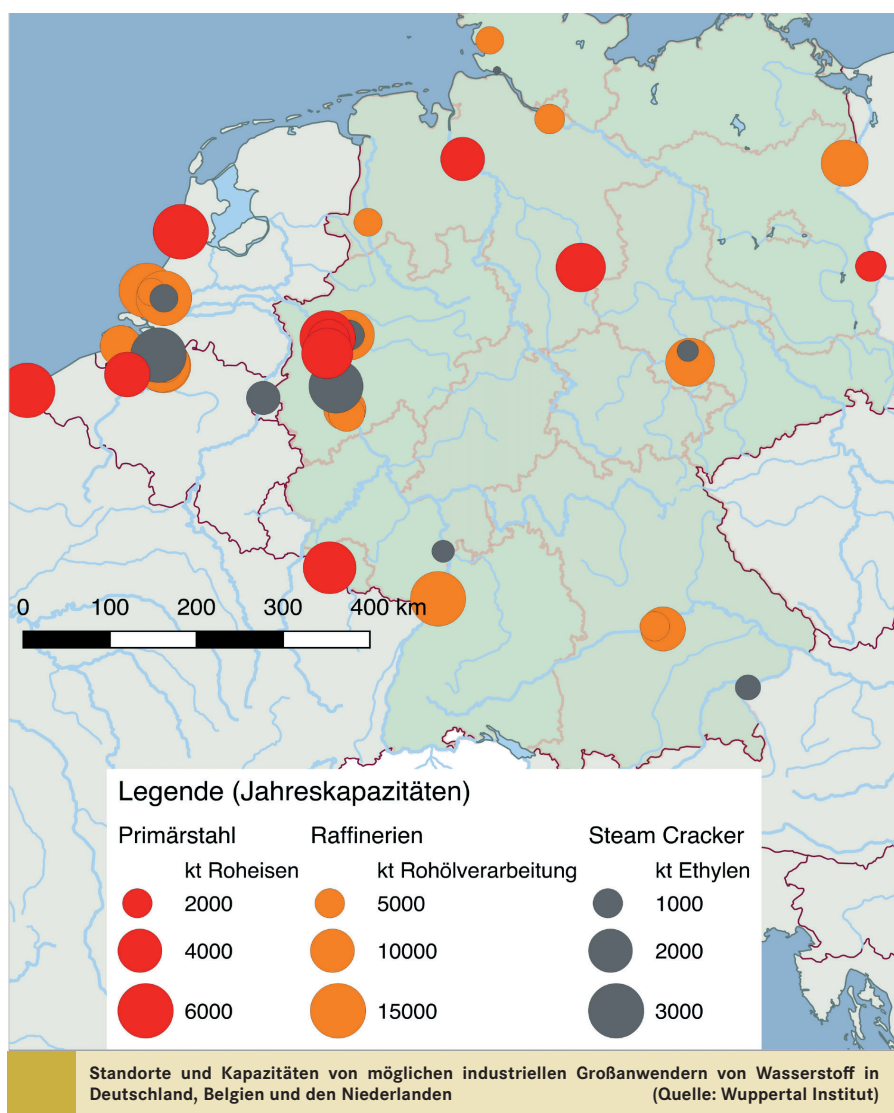 0 100 200 300 400 km
Legende (Jahreskapazitäten)
Primärstahl Raffinerien Steam Cracker
kt Roheisen kt Rohölverarbeitung kt Ethylen
2000 5000 1000
4000 10000 2000
6000 15000 3000
Standorte und Kapazitäten von möglichen industriellen Großanwendern von Wasserstoff in
Deutschland, Belgien und den Niederlanden (Quelle: Wuppertal Institut)